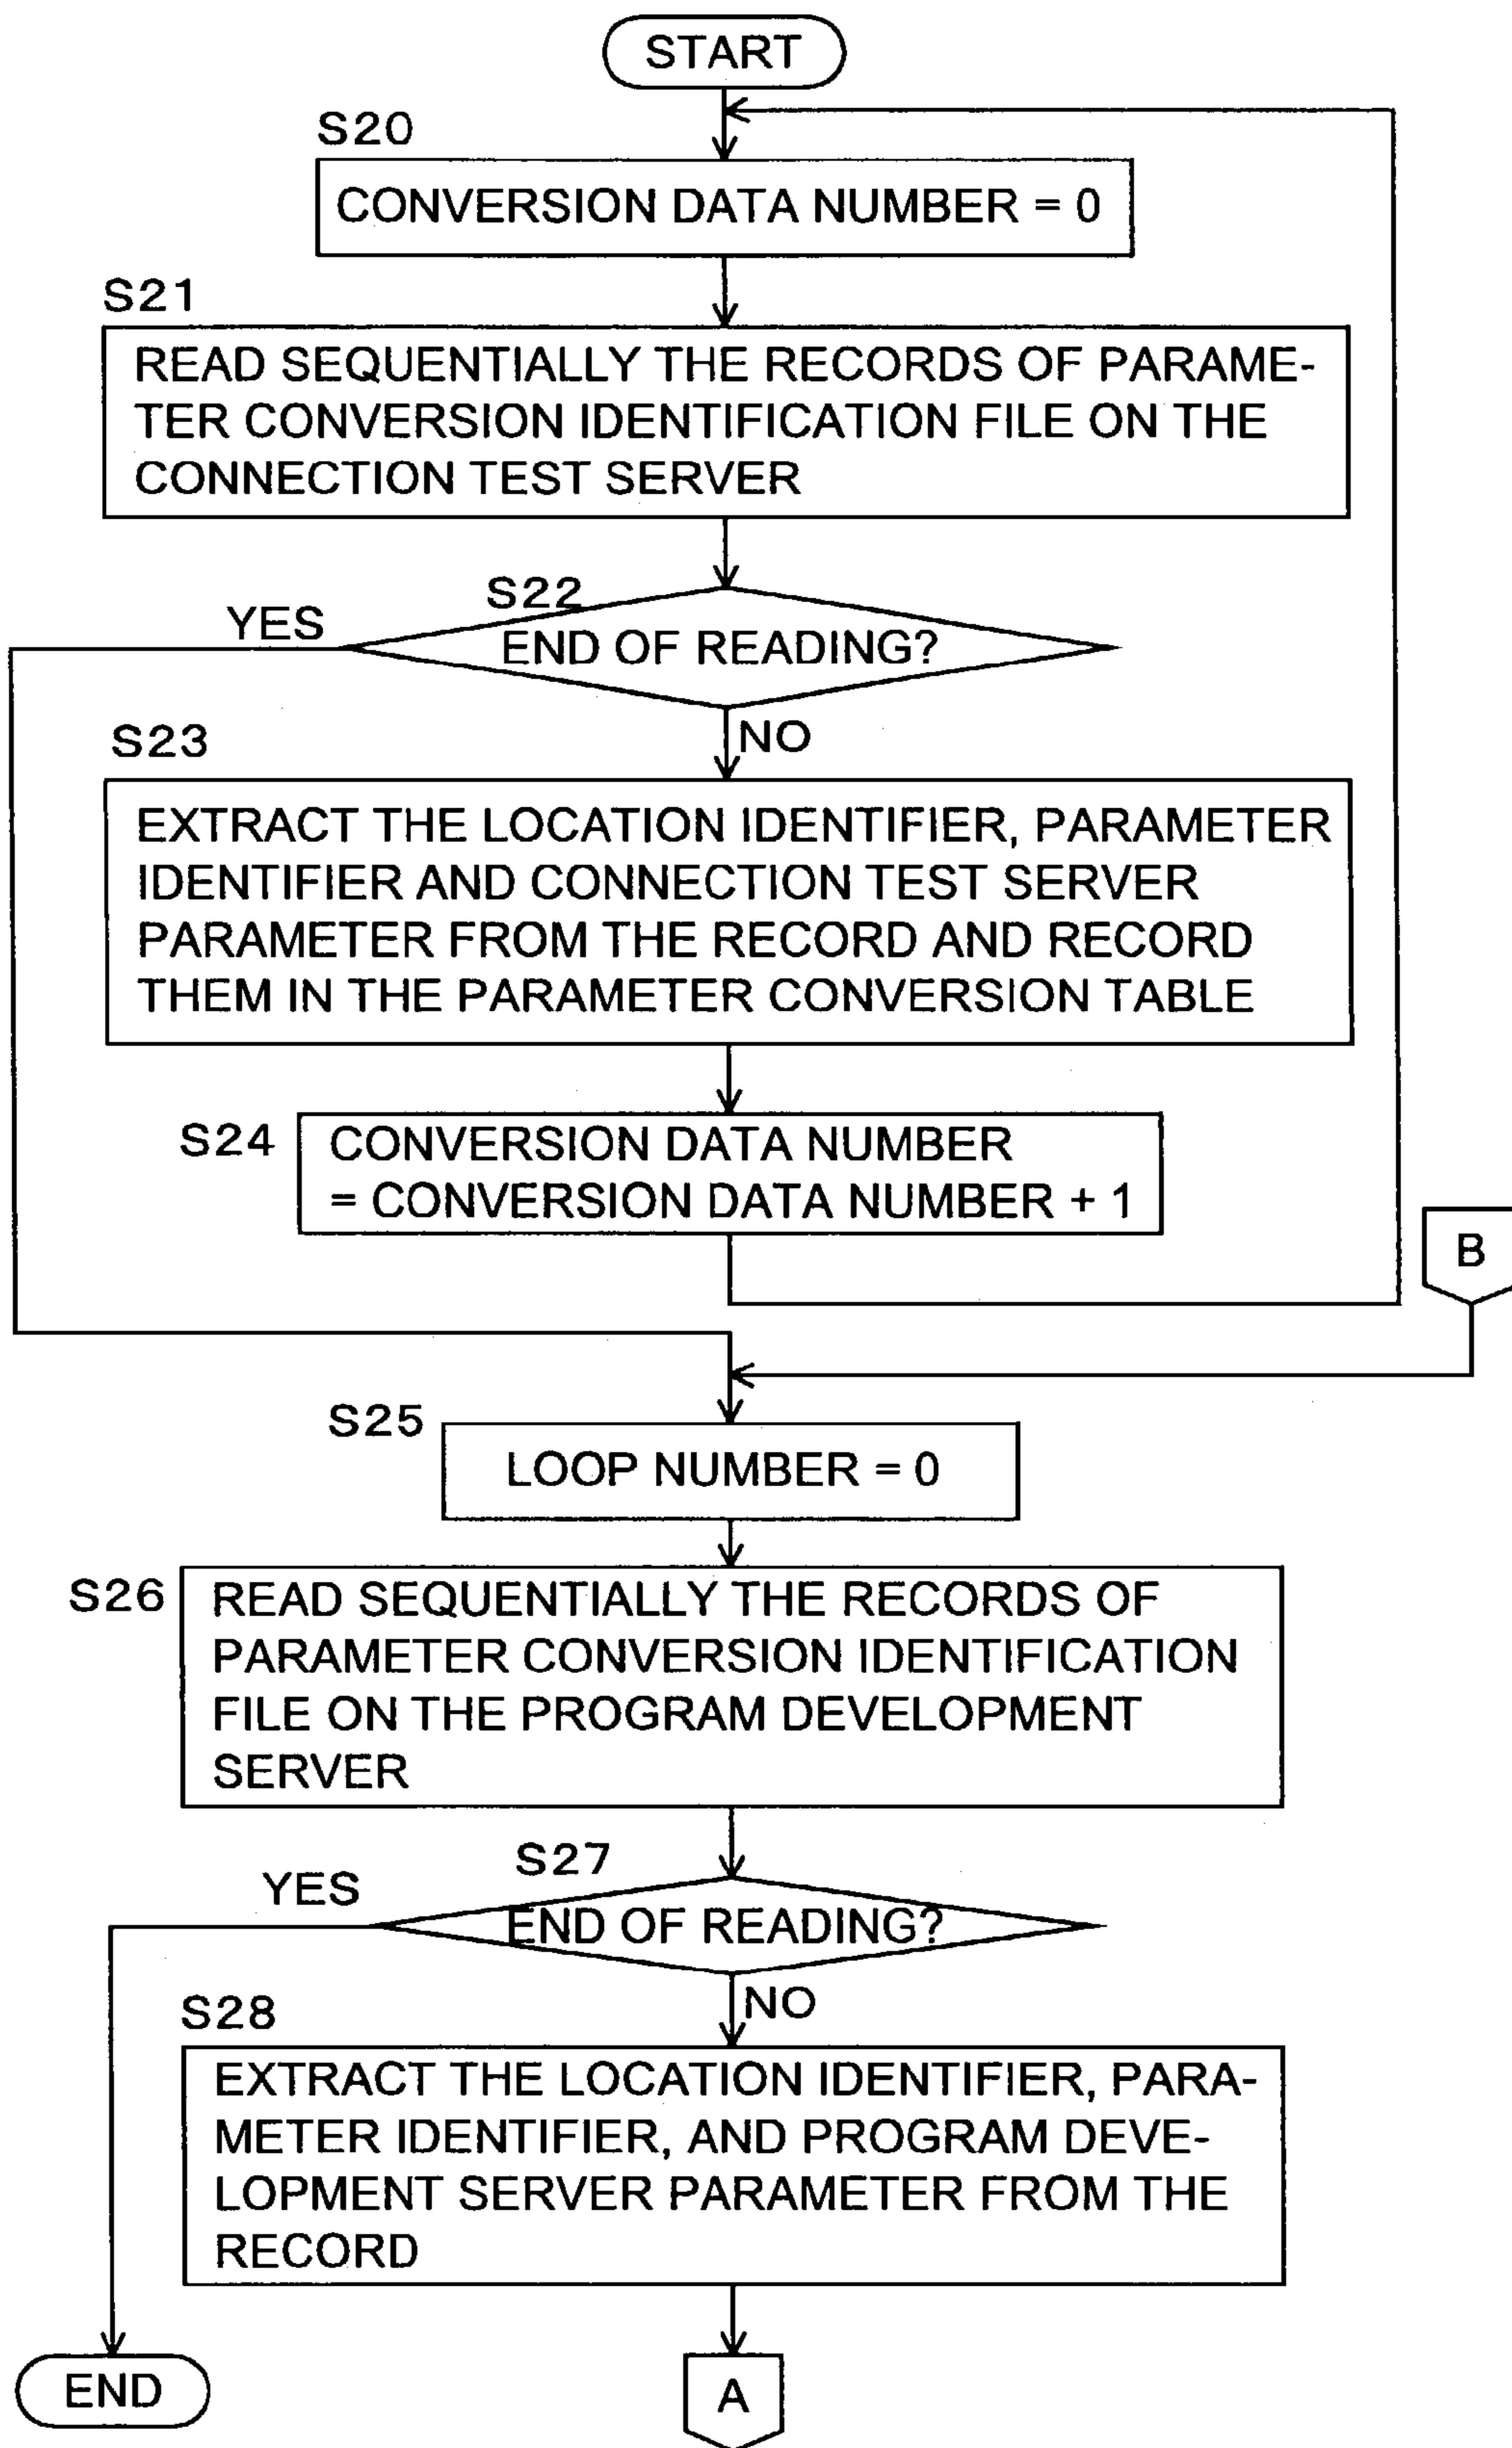 START
S20
CONVERSION DATA NUMBER = 0
S21
READ SEQUENTIALLY THE RECORDS OF PARAME-
TER CONVERSION IDENTIFICATION FILE ON THE
CONNECTION TEST SERVER
S22
YES
END OF READING?
NO
S23
EXTRACT THE LOCATION IDENTIFIER, PARAMETER
IDENTIFIER AND CONNECTION TEST SERVER
PARAMETER FROM THE RECORD AND RECORD
THEM IN THE PARAMETER CONVERSION TABLE
S24
CONVERSION DATA NUMBER
= CONVERSION DATA NUMBER + 1
B
S25
LOOP NUMBER = 0
S26
READ SEQUENTIALLY THE RECORDS OF
PARAMETER CONVERSION IDENTIFICATION
FILE ON THE PROGRAM DEVELOPMENT
SERVER
S27
YES
END OF READING?
NO
S28
EXTRACT THE LOCATION IDENTIFIER, PARA-
METER IDENTIFIER, AND PROGRAM DEVE-
LOPMENT SERVER PARAMETER FROM THE
RECORD
END
A